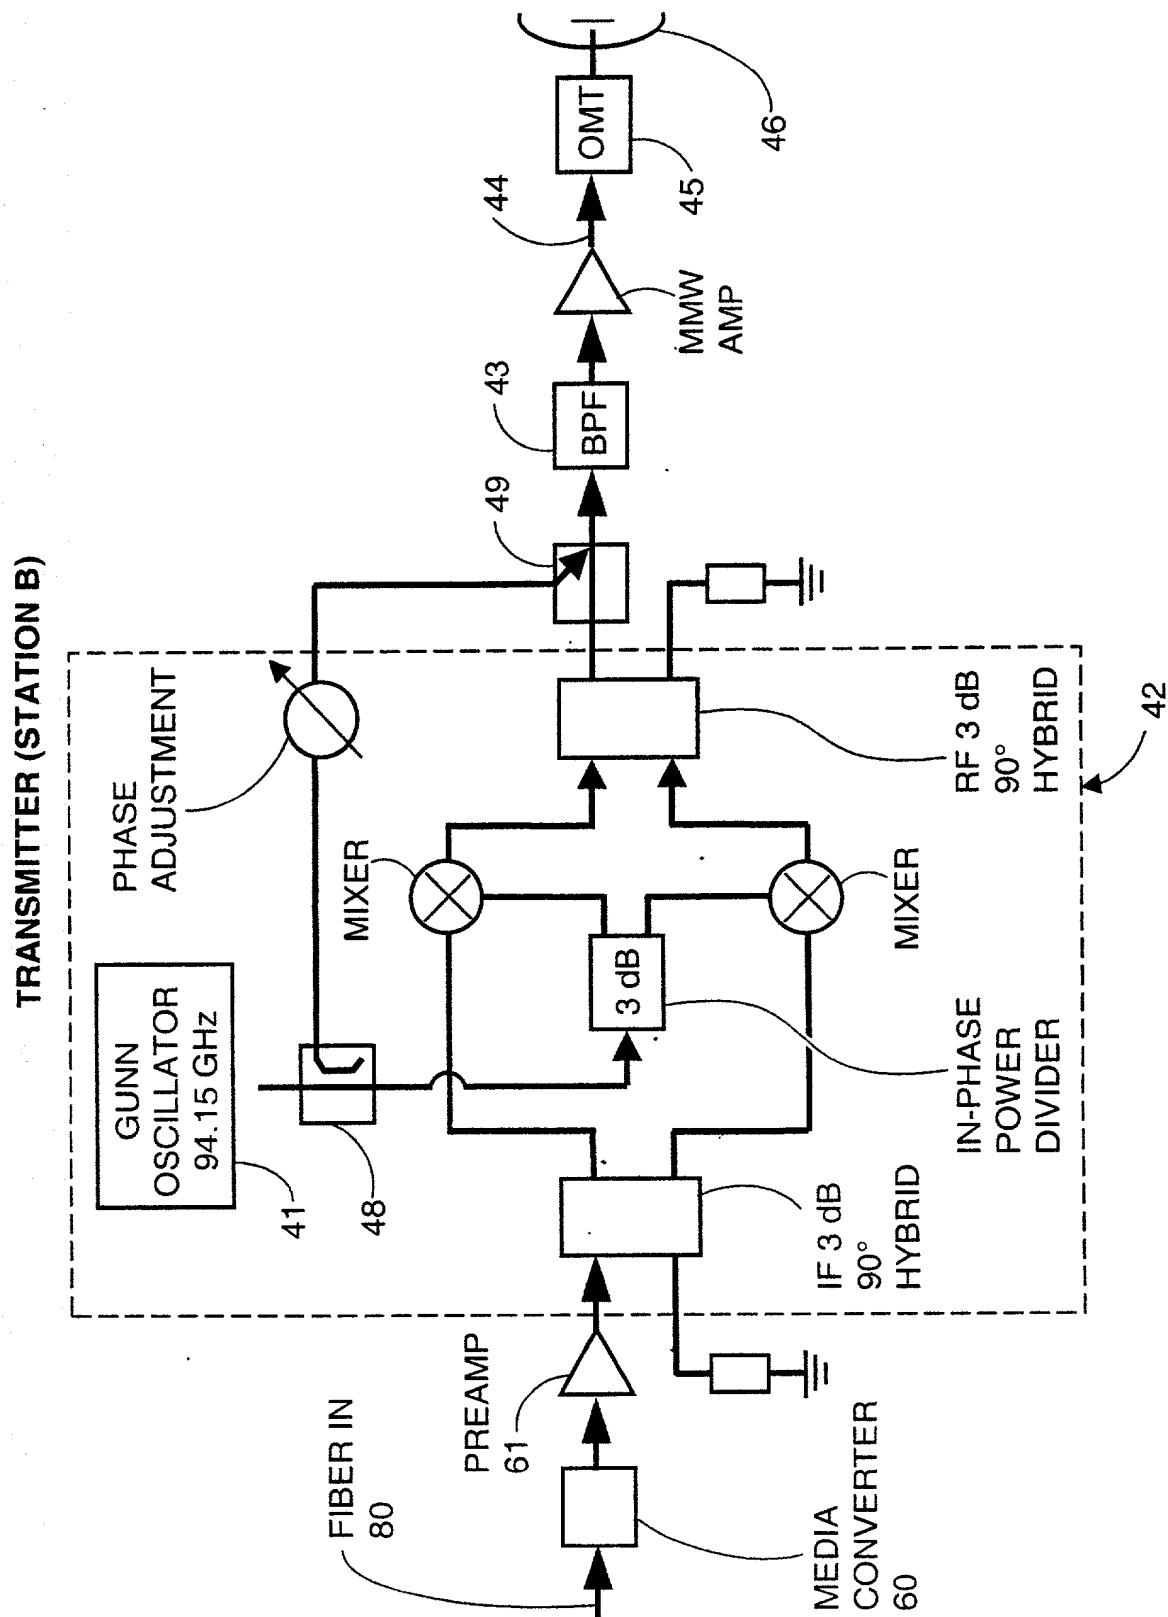 TRANSMITTER (STATION B)
FIBER IN
80
MEDIA
CONVERTER
60
PREAMP
61
GUNN
OSCILLATOR
94.15 GHz
41
48
PHASE
ADJUSTMENT
IF 3 dB
90°
HYBRID
3 dB
IN-PHASE
POWER
DIVIDER
MIXER
MIXER
RF 3 dB
90°
HYBRID
42
49
BPF
43
MMW
AMP
44
OMT
45
46